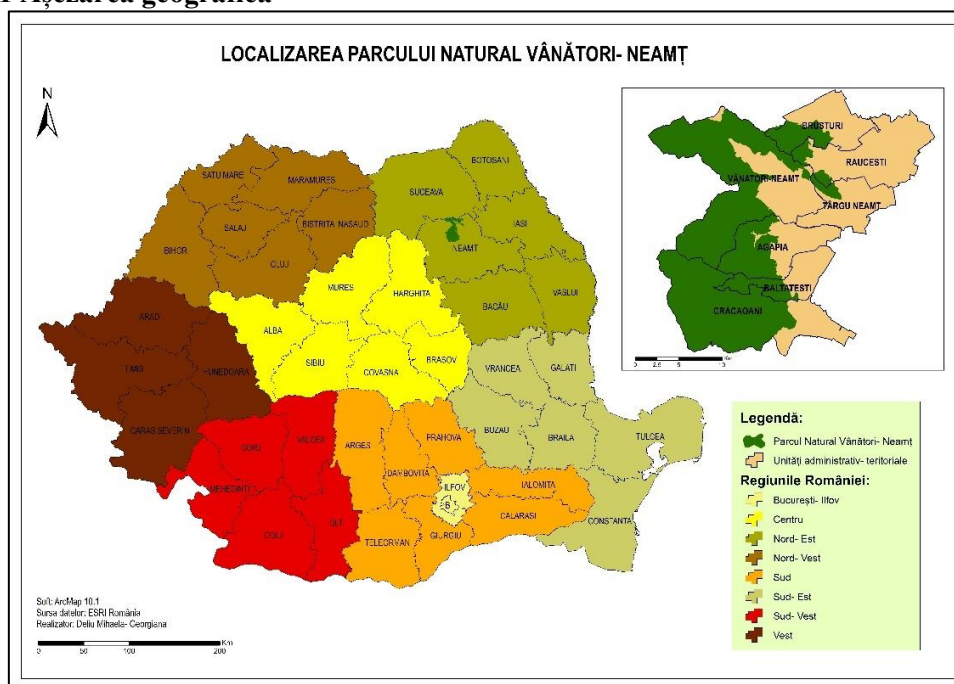 1 Așezarea geografică
LOCALIZAREA PARCULUI NATURAL VÂNĂTORI- NEAMȚ
N
BRUSTURI
RAUCESTI
VÂNATORI-NEAMT
TÂRGU NEAMT
AGAPIA
BALTATESTI
CRACAOANI
0 2,5 5 10
Km
SATU MARE
MARAMURES
BOTOSANI
SUCEAVA
BISTRITA NASAUD
IASI
SALAJ
BIHOR
CLUJ
NEAMT
MURES
HARGHITA
BACĂU
VASLUI
ARAD
ALBA
TIMIS
HUNEDOARA
SIBIU
COVASNA
BRASOV
VRANCEA
GALATI
CARAS SEVERIN
GORJ
VALCEA
ARGES
PRAHOVA
BUZAU
BRAILA
TULCEA
MEHEDINTI
DAMBOVITA
ILFOV
B
IALOMITA
DOLJ
OLT
TELEORMAN
GIURGIU
CALARASI
CONSTANTA
Legendă:
Parcul Natural Vânători- Neamț
Unități administrativ- teritoriale
Regiunile României:
București- Ilfov
Centru
Nord- Est
Nord- Vest
Sud
Sud- Est
Sud- Vest
Vest
Soft: ArcMap 10.1
Sursa datelor: ESRI România
Realizator: Deliu Mihaela- Georgiana
Km
0 50 100 200